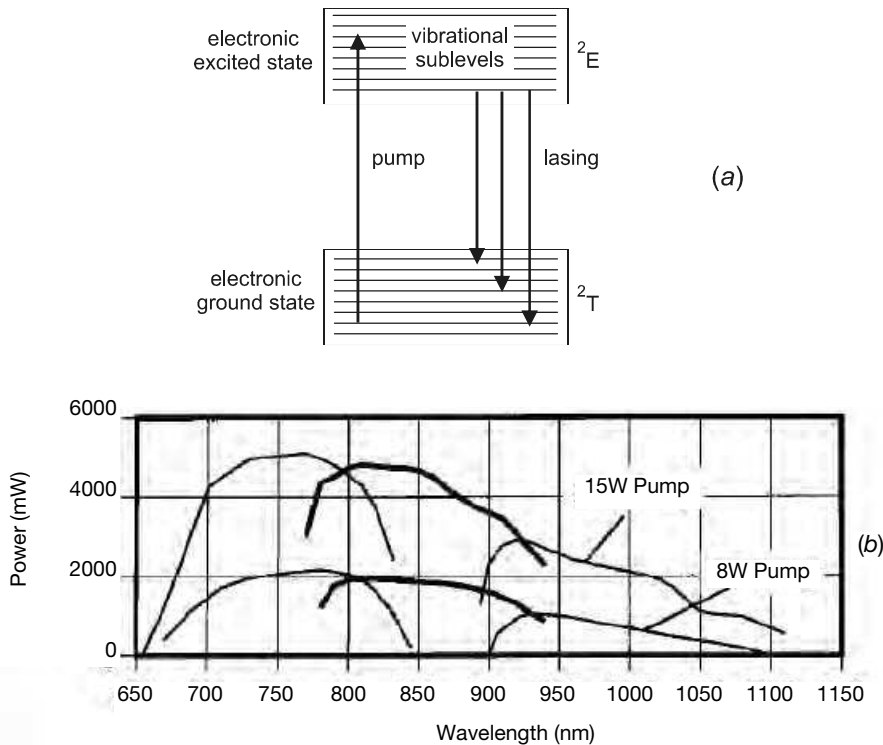 electronic
excited state
vibrational
sublevels
²E
pump
lasing
(a)
electronic
ground state
²T
6000
4000
2000
0
Power (mW)
15W Pump
8W Pump
(b)
650 700 750 800 850 900 950 1000 1050 1100 1150
Wavelength (nm)